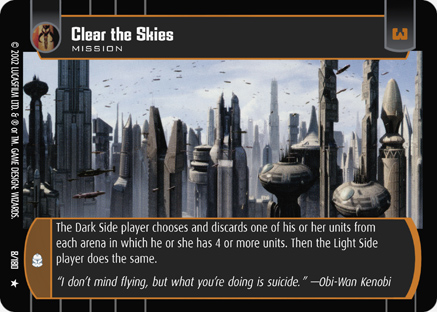 Clear the Skies
MISSION
3
© 2002 LUCASFILM LTD. & ® OR TM. GAME DESIGN: WIZARDS.
8/180
The Dark Side player chooses and discards one of his or her units from
each arena in which he or she has 4 or more units. Then the Light Side
player does the same.
“I don’t mind flying, but what you’re doing is suicide.” —Obi-Wan Kenobi